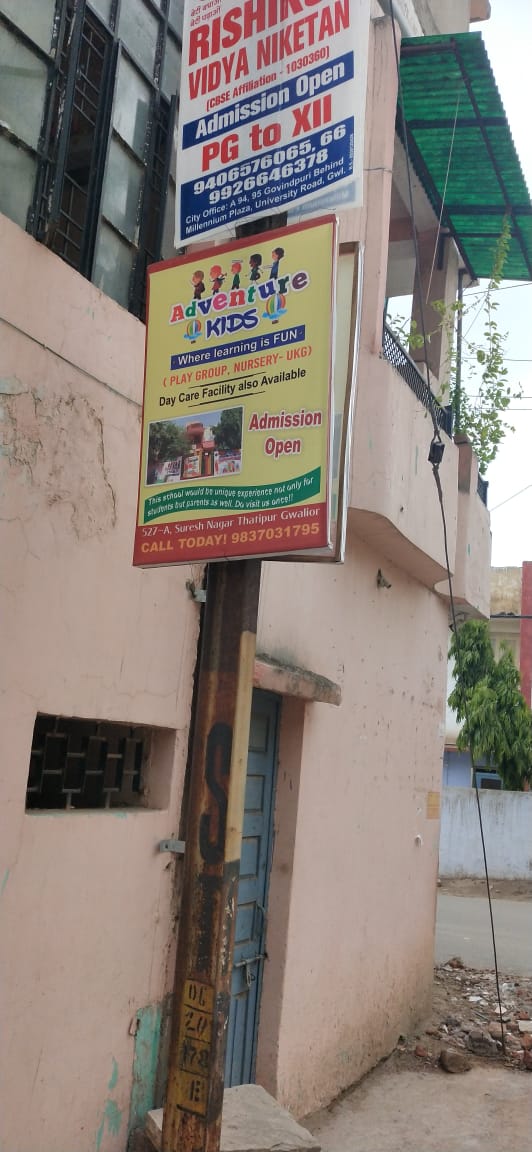 बेटी बचाओ
बेटी पढ़ाओ
VIDYA NIKETAN
(CBSE Affiliation - 1030360)
Admission Open
PG to XII
9406576065, 66
9926646378
City Office: A 94, 95 Govindpuri Behind
Millennium Plaza, University Road, Gwl.
Adventure
KIDS
Where learning is FUN
( PLAY GROUP, NURSERY- UKG)
Day Care Facility also Available
Admission
Open
This school would be unique experience not only for
students but parents as well. Do visit us once!!
527-A, Suresh Nagar Thatipur Gwalior
CALL TODAY! 9837031795
S